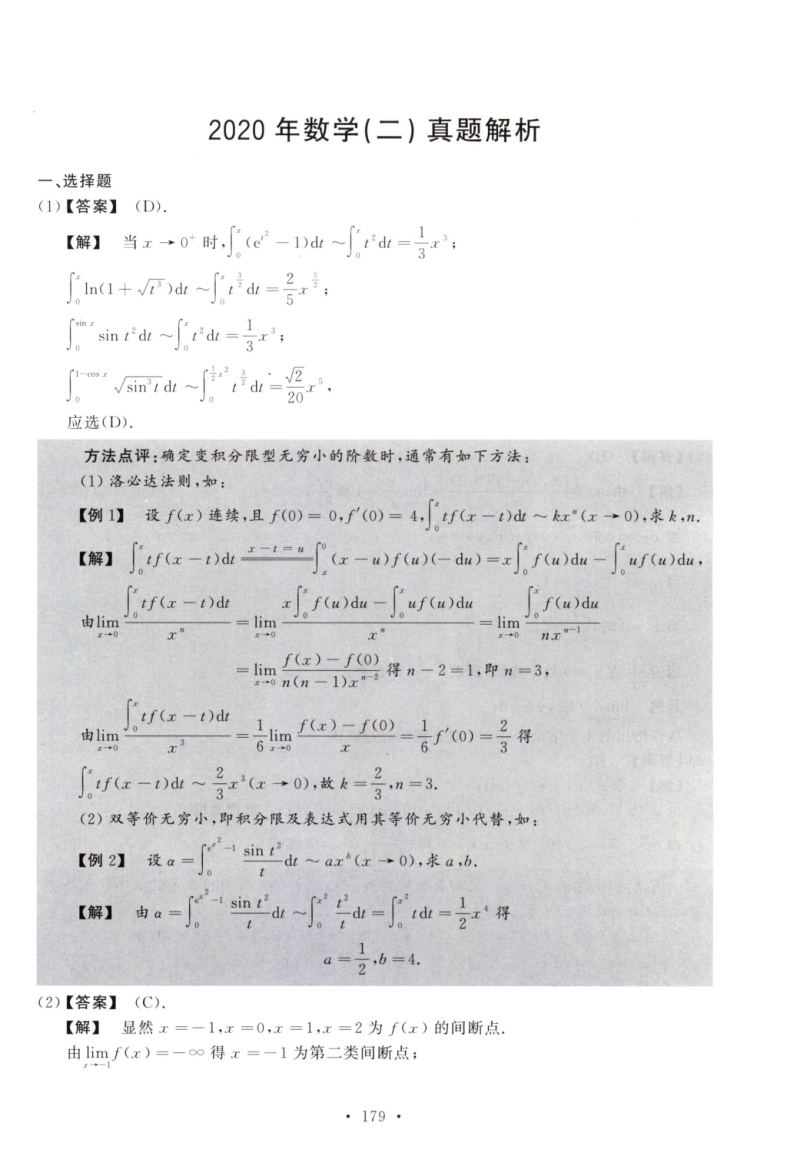 2020 年数学(二) 真题解析
一、选择题
(1)【答案】 (D).
【解】 当 x → 0⁺ 时,∫₀ˣ (e^{t²} − 1)dt ~ ∫₀ˣ t²dt = 1/3 x³;
∫₀ˣ ln(1 + √t³)dt ~ ∫₀ˣ t^{3/2} dt = 2/5 x^{5/2};
∫₀^{sin x} sin t²dt ~ ∫₀ˣ t²dt = 1/3 x³;
∫₀^{1−cos x} √sin³t dt ~ ∫₀^{1/2 x²} t^{3/2} dt = √2/20 x⁵,
应选(D).
方法点评:确定变积分限型无穷小的阶数时,通常有如下方法:
(1) 洛必达法则,如:
【例 1】 设 f(x) 连续,且 f(0) = 0,f′(0) = 4,∫₀ˣ tf(x − t)dt ~ kxⁿ(x → 0),求 k,n.
【解】 ∫₀ˣ tf(x − t)dt =(x−t=u)= ∫ₓ⁰ (x − u)f(u)(− du) = x∫₀ˣ f(u)du − ∫₀ˣ uf(u)du,
由 lim_{x→0} ∫₀ˣ tf(x − t)dt / xⁿ = lim_{x→0} (x∫₀ˣ f(u)du − ∫₀ˣ uf(u)du) / xⁿ = lim_{x→0} ∫₀ˣ f(u)du / nx^{n−1}
= lim_{x→0} (f(x) − f(0)) / (n(n − 1)x^{n−2}) 得 n − 2 = 1,即 n = 3,
由 lim_{x→0} ∫₀ˣ tf(x − t)dt / x³ = 1/6 lim_{x→0} (f(x) − f(0)) / x = 1/6 f′(0) = 2/3 得
∫₀ˣ tf(x − t)dt ~ 2/3 x³(x → 0),故 k = 2/3,n = 3.
(2) 双等价无穷小,即积分限及表达式用其等价无穷小代替,如:
【例 2】 设 α = ∫₀^{e^{x²}−1} sin t²/t dt ~ axᵇ(x → 0),求 a,b.
【解】 由 α = ∫₀^{e^{x²}−1} sin t²/t dt ~ ∫₀^{x²} t²/t dt = ∫₀^{x²} tdt = 1/2 x⁴ 得
a = 1/2,b = 4.
(2)【答案】 (C).
【解】 显然 x = −1,x = 0,x = 1,x = 2 为 f(x) 的间断点.
由 lim_{x→−1} f(x) = −∞ 得 x = −1 为第二类间断点;
• 179 •